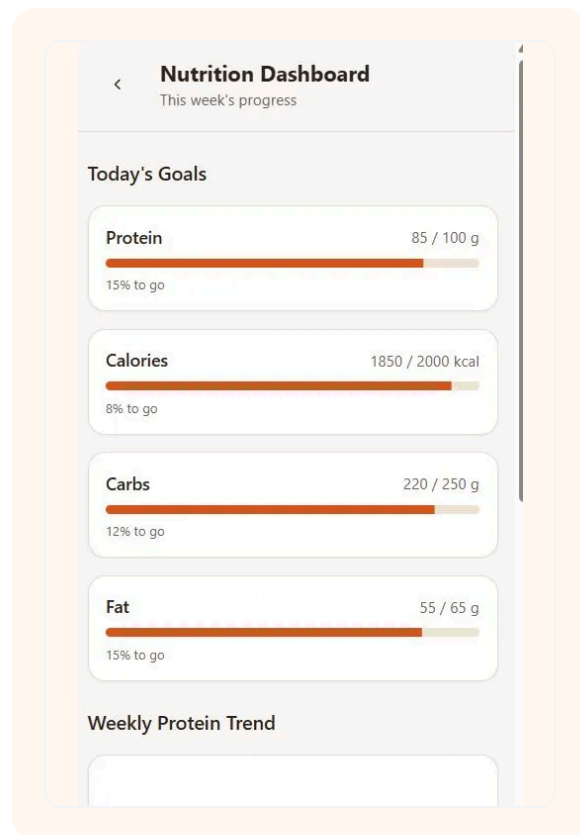 Nutrition Dashboard
This week's progress
Today's Goals
Protein 85 / 100 g
15% to go
Calories 1850 / 2000 kcal
8% to go
Carbs 220 / 250 g
12% to go
Fat 55 / 65 g
15% to go
Weekly Protein Trend